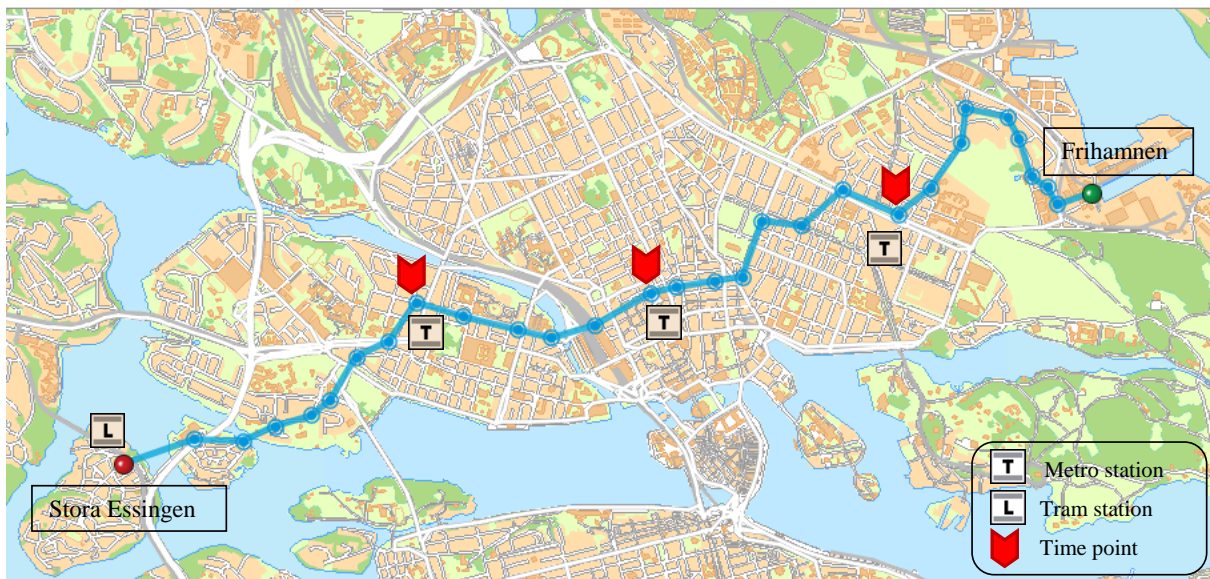 Frihamnen
T
T
T
L
Stora Essingen
T Metro station
L Tram station
Time point